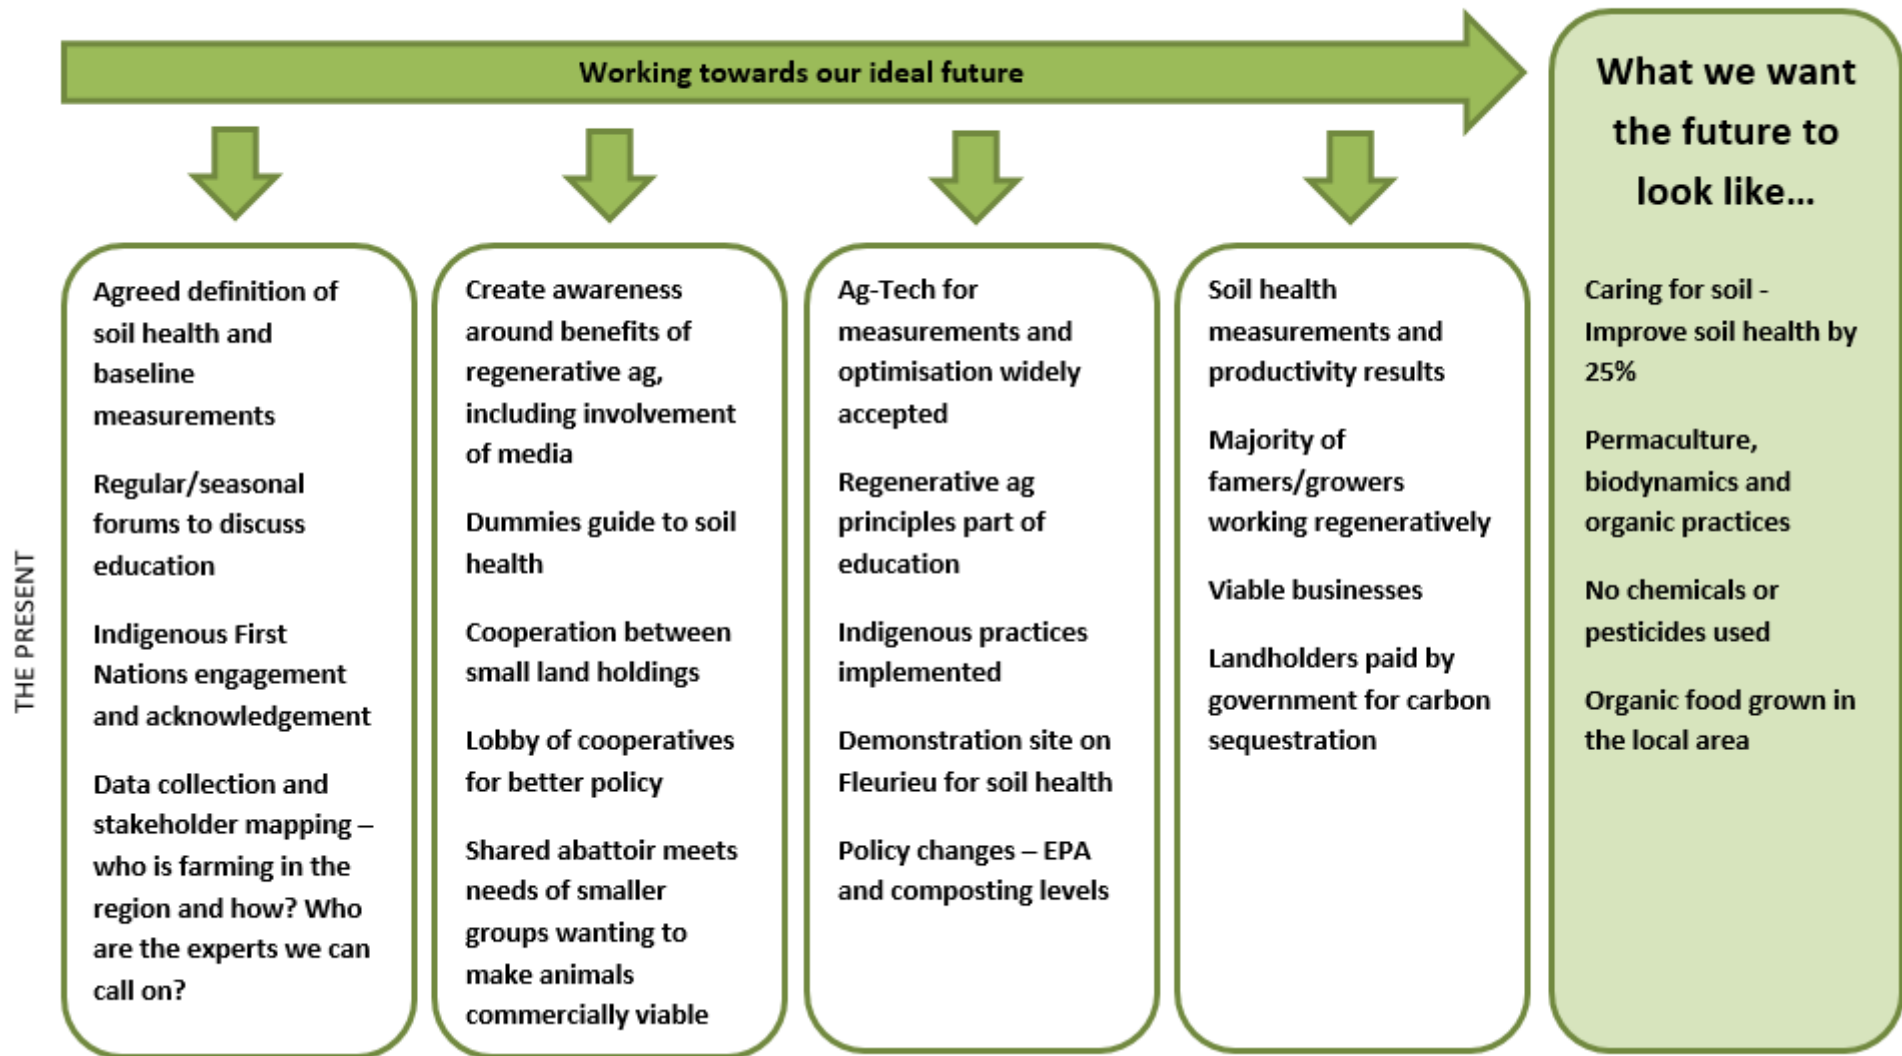 Working towards our ideal future
THE PRESENT
Agreed definition of
soil health and
baseline
measurements
Regular/seasonal
forums to discuss
education
Indigenous First
Nations engagement
and acknowledgement
Data collection and
stakeholder mapping –
who is farming in the
region and how? Who
are the experts we can
call on?
Create awareness
around benefits of
regenerative ag,
including involvement
of media
Dummies guide to soil
health
Cooperation between
small land holdings
Lobby of cooperatives
for better policy
Shared abattoir meets
needs of smaller
groups wanting to
make animals
commercially viable
Ag-Tech for
measurements and
optimisation widely
accepted
Regenerative ag
principles part of
education
Indigenous practices
implemented
Demonstration site on
Fleurieu for soil health
Policy changes – EPA
and composting levels
Soil health
measurements and
productivity results
Majority of
famers/growers
working regeneratively
Viable businesses
Landholders paid by
government for carbon
sequestration
What we want
the future to
look like...
Caring for soil -
Improve soil health by
25%
Permaculture,
biodynamics and
organic practices
No chemicals or
pesticides used
Organic food grown in
the local area